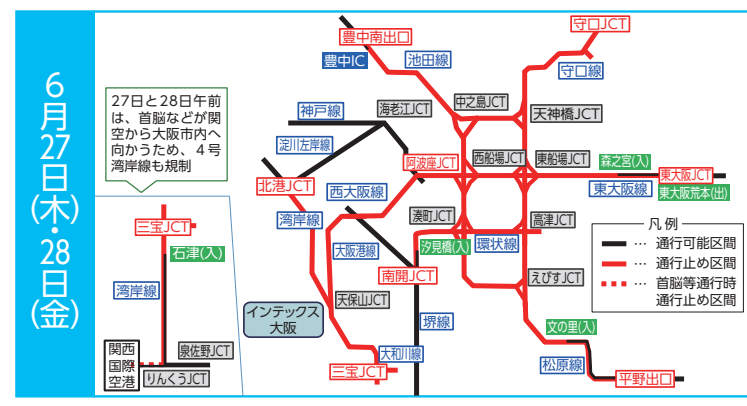 6月27日(木)・28日(金)
27日と28日午前
は、首脳などが関
空から大阪市内へ
向かうため、４号
湾岸線も規制
豊中南出口
豊中IC
池田線
守口JCT
守口線
神戸線
海老江JCT
中之島JCT
天神橋JCT
淀川左岸線
北港JCT
西大阪線
阿波座JCT
西船場JCT
東船場JCT
森之宮(入)
東大阪JCT
東大阪線
東大阪荒本(出)
湾岸線
大阪港線
湊町JCT
高津JCT
汐見橋(入)
環状線
南開JCT
えびすJCT
天保山JCT
インテックス
大阪
堺線
大和川線
三宝JCT
文の里(入)
松原線
平野出口
三宝JCT
石津(入)
湾岸線
関西
国際
空港
泉佐野JCT
りんくうJCT
凡例
… 通行可能区間
… 通行止め区間
… 首脳等通行時
通行止め区間